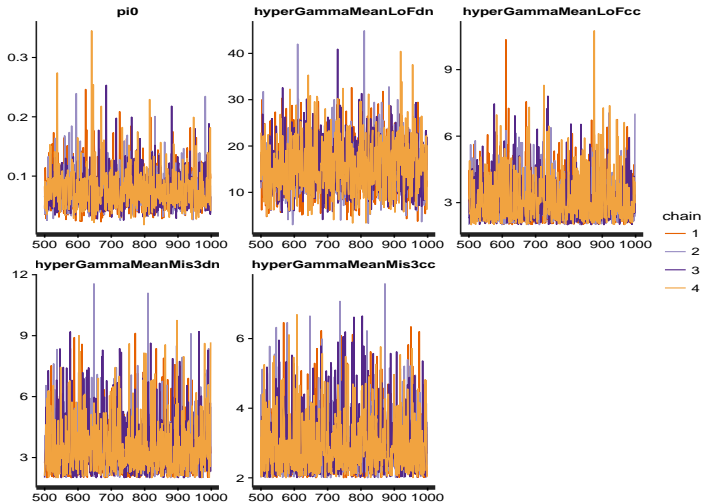 pi0
hyperGammaMeanLoFdn
hyperGammaMeanLoFcc
0.3
0.2
0.1
500 600 700 800 900 1000
40
30
20
10
500 600 700 800 900 1000
9
6
3
500 600 700 800 900 1000
hyperGammaMeanMis3dn
hyperGammaMeanMis3cc
12
9
6
3
500 600 700 800 900 1000
6
4
2
500 600 700 800 900 1000
chain
1
2
3
4